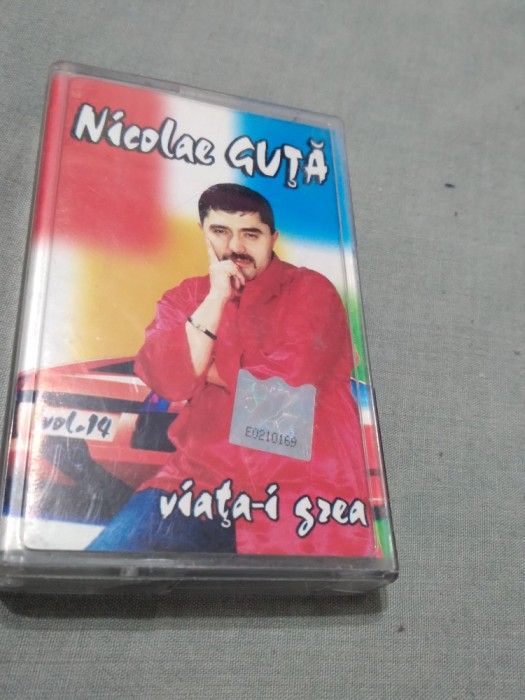 Nicolae GUŢĂ
vol.14
E0210169
viaţa-i grea